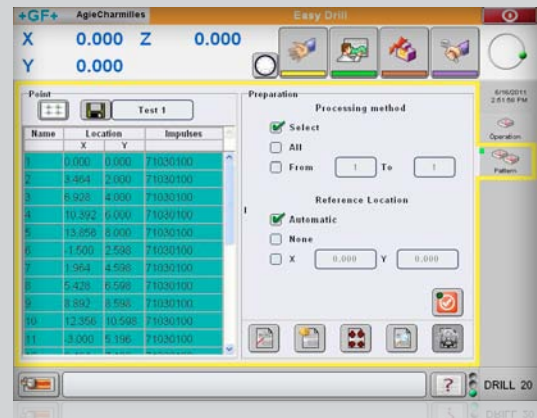 +GF+ AgieCharmilles Easy Drill
X 0.000 Z 0.000
Y 0.000
6/16/2011
2:51:56 PM
Operation
Pattern
Point
Test 1
Name Location Impulses
X Y
1 0.000 0.000 71030100
2 3.464 2.000 71030100
3 6.928 4.000 71030100
4 10.392 6.000 71030100
5 13.856 8.000 71030100
6 -1.500 2.598 71030100
7 1.964 4.598 71030100
8 5.428 6.598 71030100
9 8.892 8.598 71030100
10 12.356 10.598 71030100
11 -3.000 5.196 71030100
Preparation
Processing method
Select
All
From 1 To 1
Reference Location
Automatic
None
X 0.000 Y 0.000
?
DRILL 20